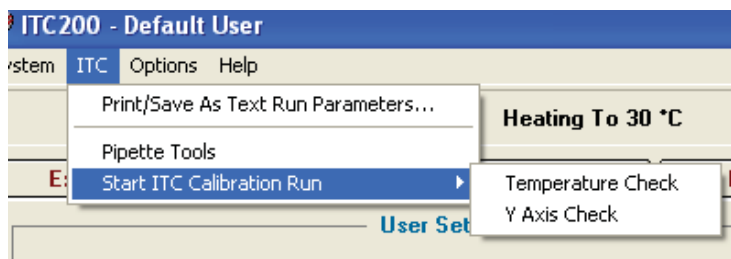 ITC200 - Default User
ystem ITC Options Help
Print/Save As Text Run Parameters...
Heating To 30 °C
Pipette Tools
Start ITC Calibration Run
Temperature Check
Y Axis Check
User Set